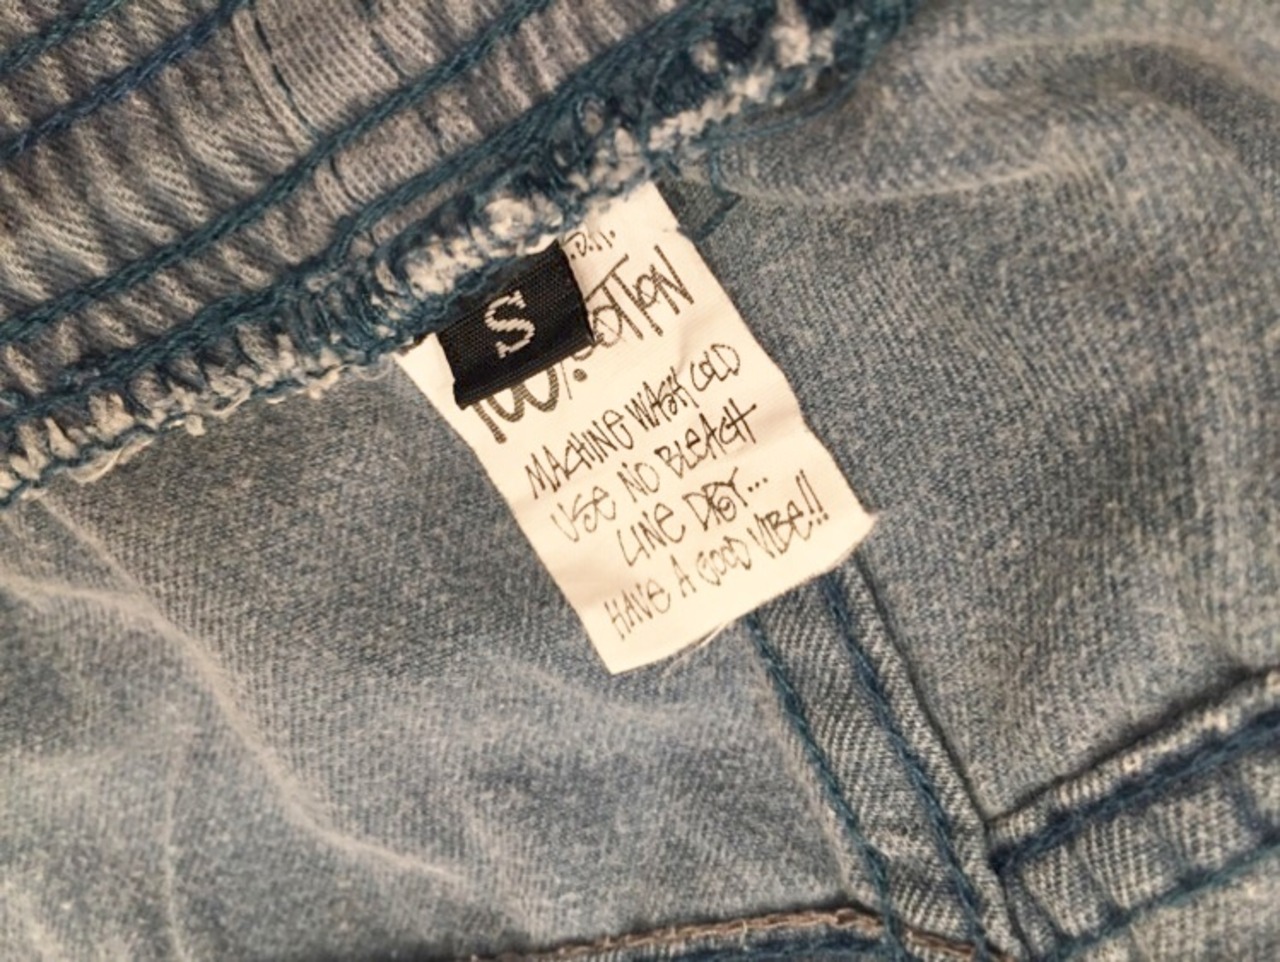 S
100% COTTON
MACHINE WASH COLD
USE NO BLEACH
LINE DRY...
HAVE A GOOD VIBE!!